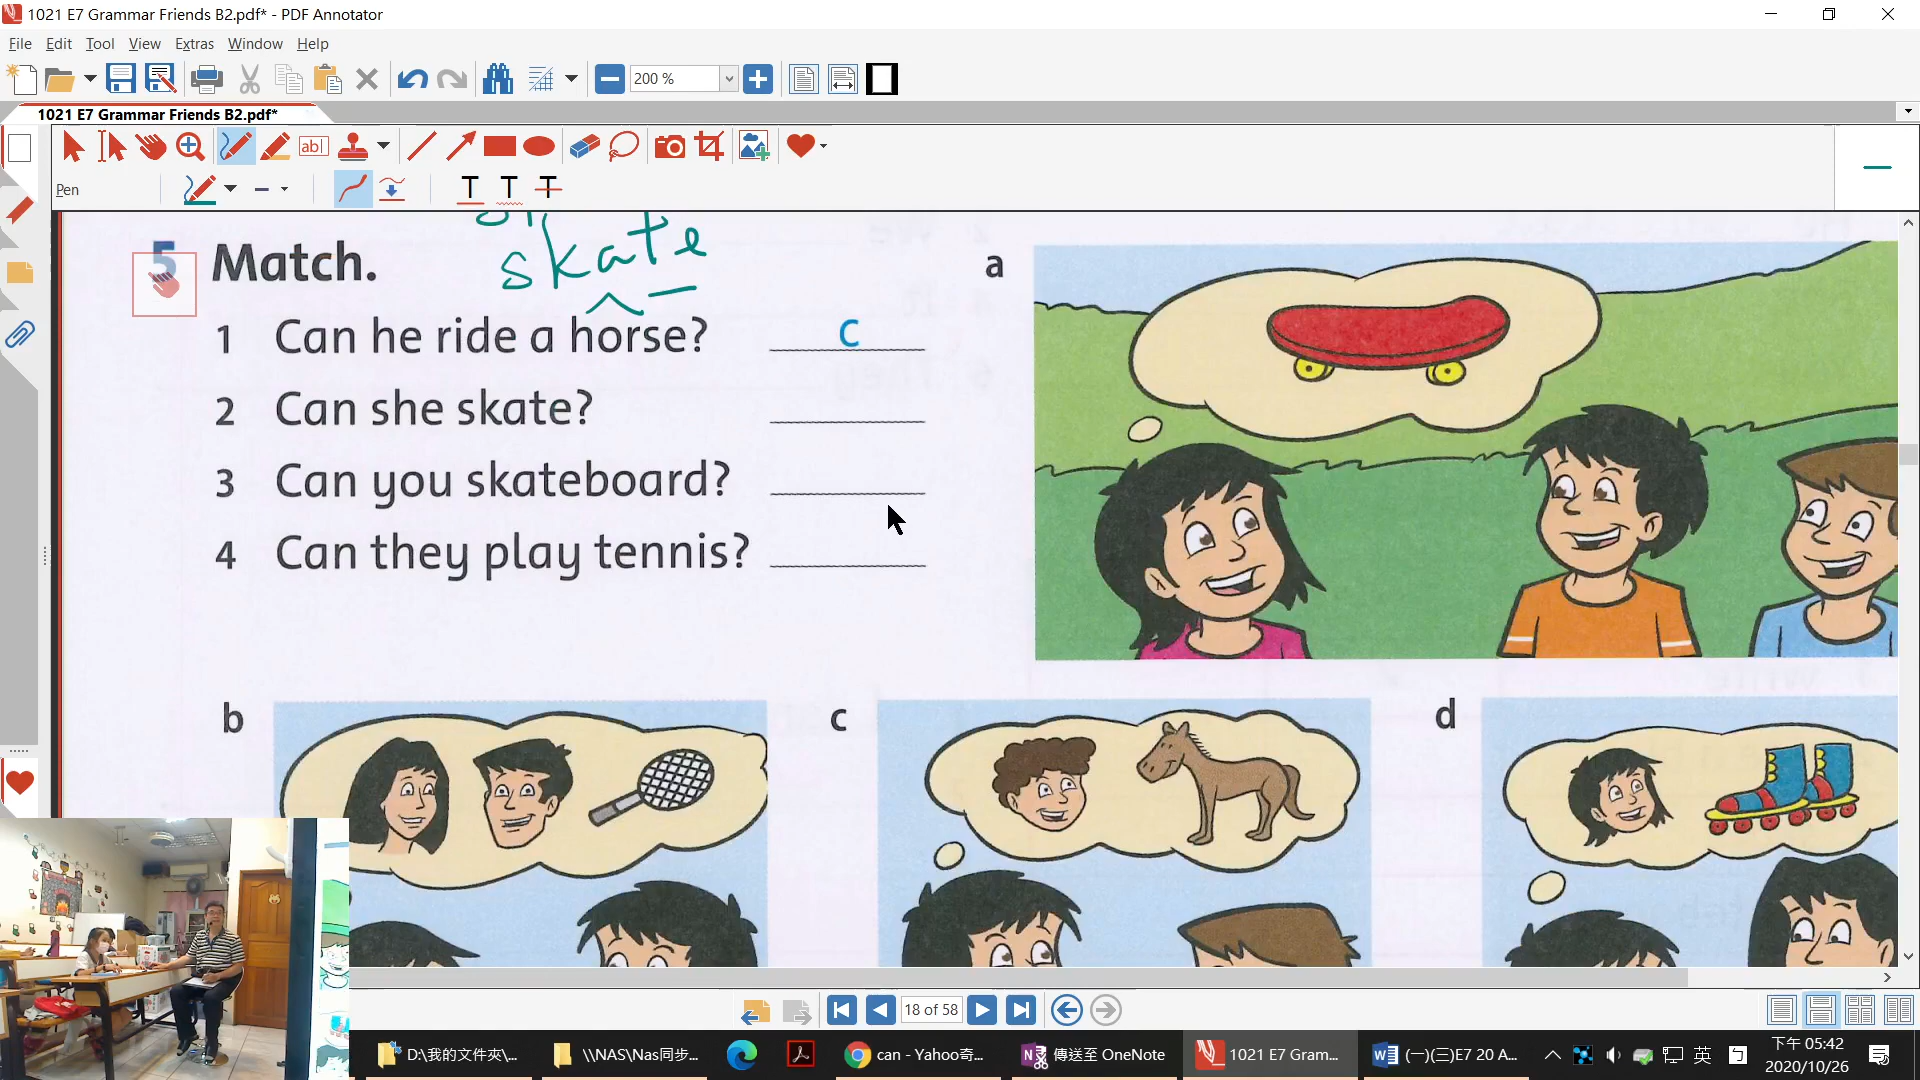 1021 E7 Grammar Friends B2.pdf* - PDF Annotator
File Edit Tool View Extras Window Help
200 %
1021 E7 Grammar Friends B2.pdf*
ab|
Pen
T T T
skate
5 Match.
1 Can he ride a horse? c
2 Can she skate?
3 Can you skateboard?
4 Can they play tennis?
a
b
c
d
18 of 58
D:\我的文件夾\...
\\NAS\Nas同步...
can - Yahoo奇...
傳送至 OneNote
1021 E7 Gram...
(一)(三)E7 20 A...
英
下午 05:42
2020/10/26